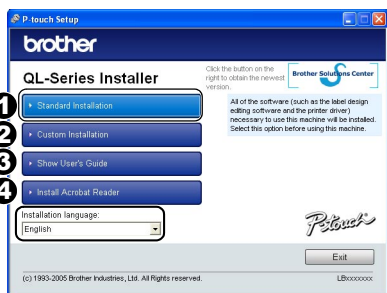 P-touch Setup
brother
QL-Series Installer
Click the button on the
right to obtain the newest
version.
Brother Solutions Center
1
Standard Installation
2
Custom Installation
3
Show User's Guide
4
Install Acrobat Reader
All of the software (such as the label design
editing software and the printer driver)
necessary to use this machine will be installed.
Select this option before using this machine.
Installation language:
English
P-touch
Exit
(c) 1993-2005 Brother Industries, Ltd. All Rights reserved.
LBxxxxxxx